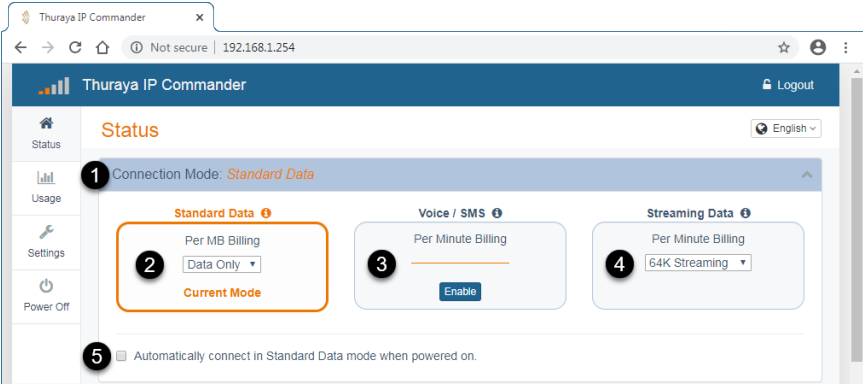 Thuraya IP Commander
Not secure | 192.168.1.254
Thuraya IP Commander
Logout
Status
Status
English
1 Connection Mode: Standard Data
Usage
Standard Data
Voice / SMS
Streaming Data
Settings
2
Per MB Billing
Data Only
Current Mode
3
Per Minute Billing
Enable
4
Per Minute Billing
64K Streaming
Power Off
5 Automatically connect in Standard Data mode when powered on.